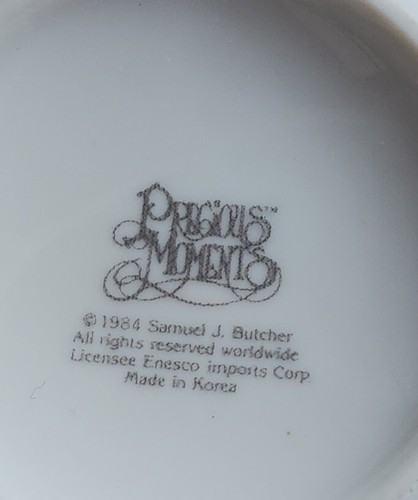 PRECIOUS™
MOMENTS
© 1984 Samuel J. Butcher
All rights reserved worldwide
Licensee Enesco imports Corp
Made in Korea